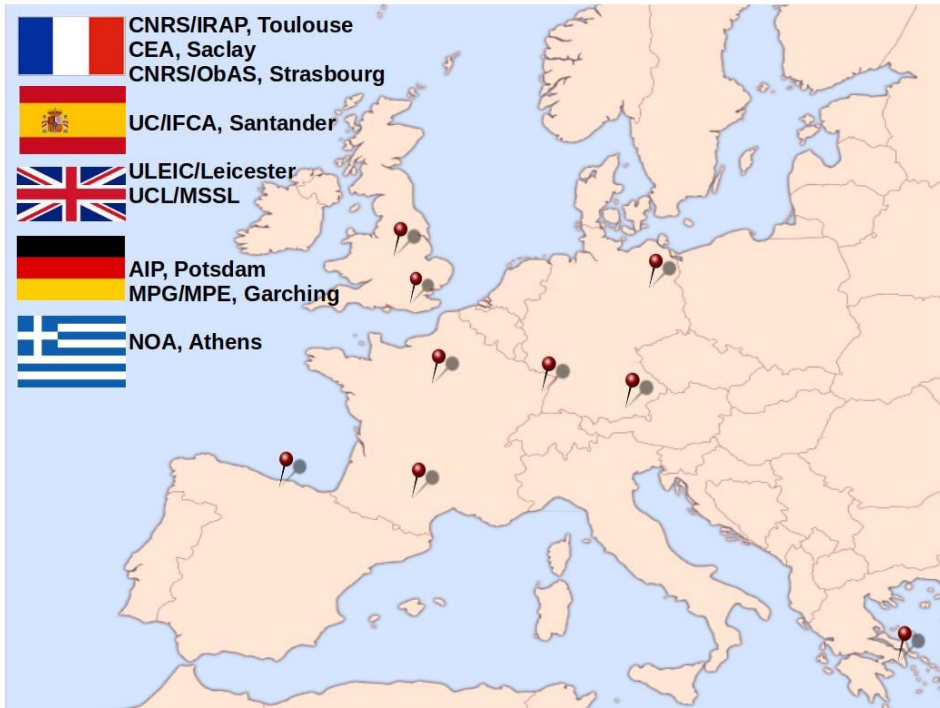 CNRS/IRAP, Toulouse
CEA, Saclay
CNRS/ObAS, Strasbourg
UC/IFCA, Santander
ULEIC/Leicester
UCL/MSSL
AIP, Potsdam
MPG/MPE, Garching
NOA, Athens